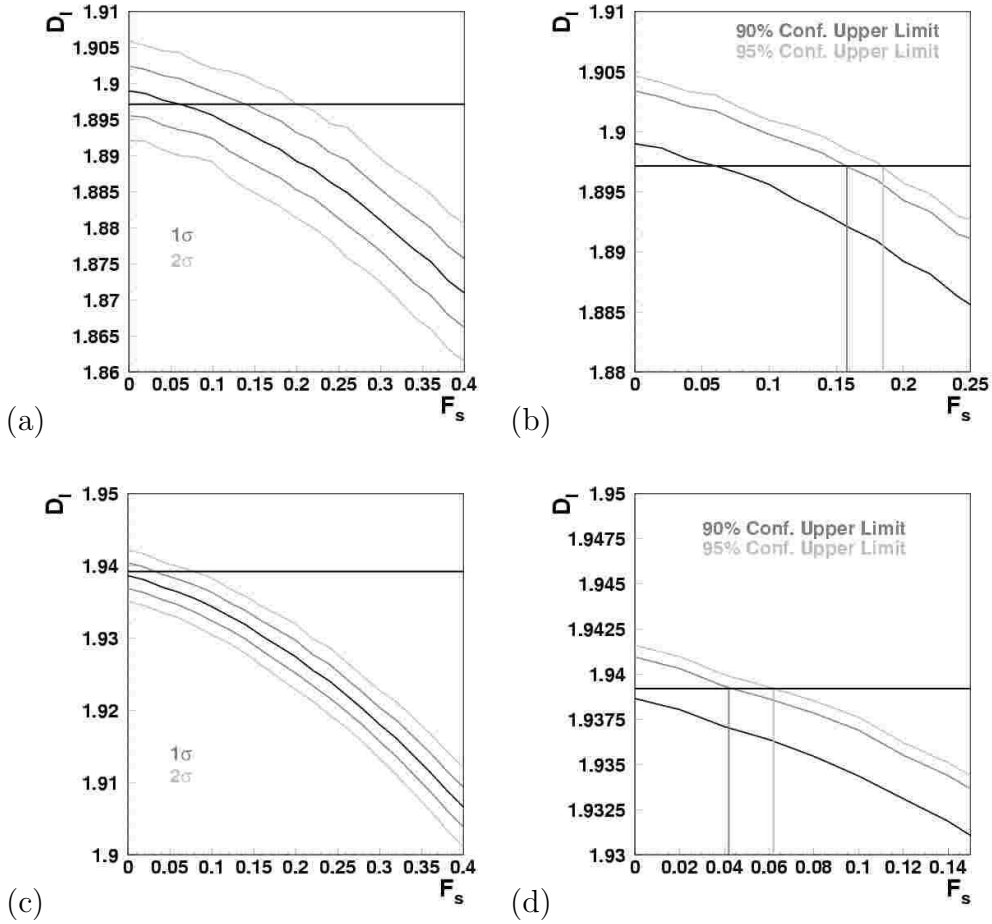 D_I
1.91
1.905
1.9
1.895
1.89
1.885
1.88
1.875
1.87
1.865
1.86
1σ
2σ
0 0.05 0.1 0.15 0.2 0.25 0.3 0.35 0.4
F_s
(a)
D_I
1.91
1.905
1.9
1.895
1.89
1.885
1.88
90% Conf. Upper Limit
95% Conf. Upper Limit
0 0.05 0.1 0.15 0.2 0.25
F_s
(b)
D_I
1.95
1.94
1.93
1.92
1.91
1.9
1σ
2σ
0 0.05 0.1 0.15 0.2 0.25 0.3 0.35 0.4
F_s
(c)
D_I
1.95
1.9475
1.945
1.9425
1.94
1.9375
1.935
1.9325
1.93
90% Conf. Upper Limit
95% Conf. Upper Limit
0 0.02 0.04 0.06 0.08 0.1 0.12 0.14
F_s
(d)